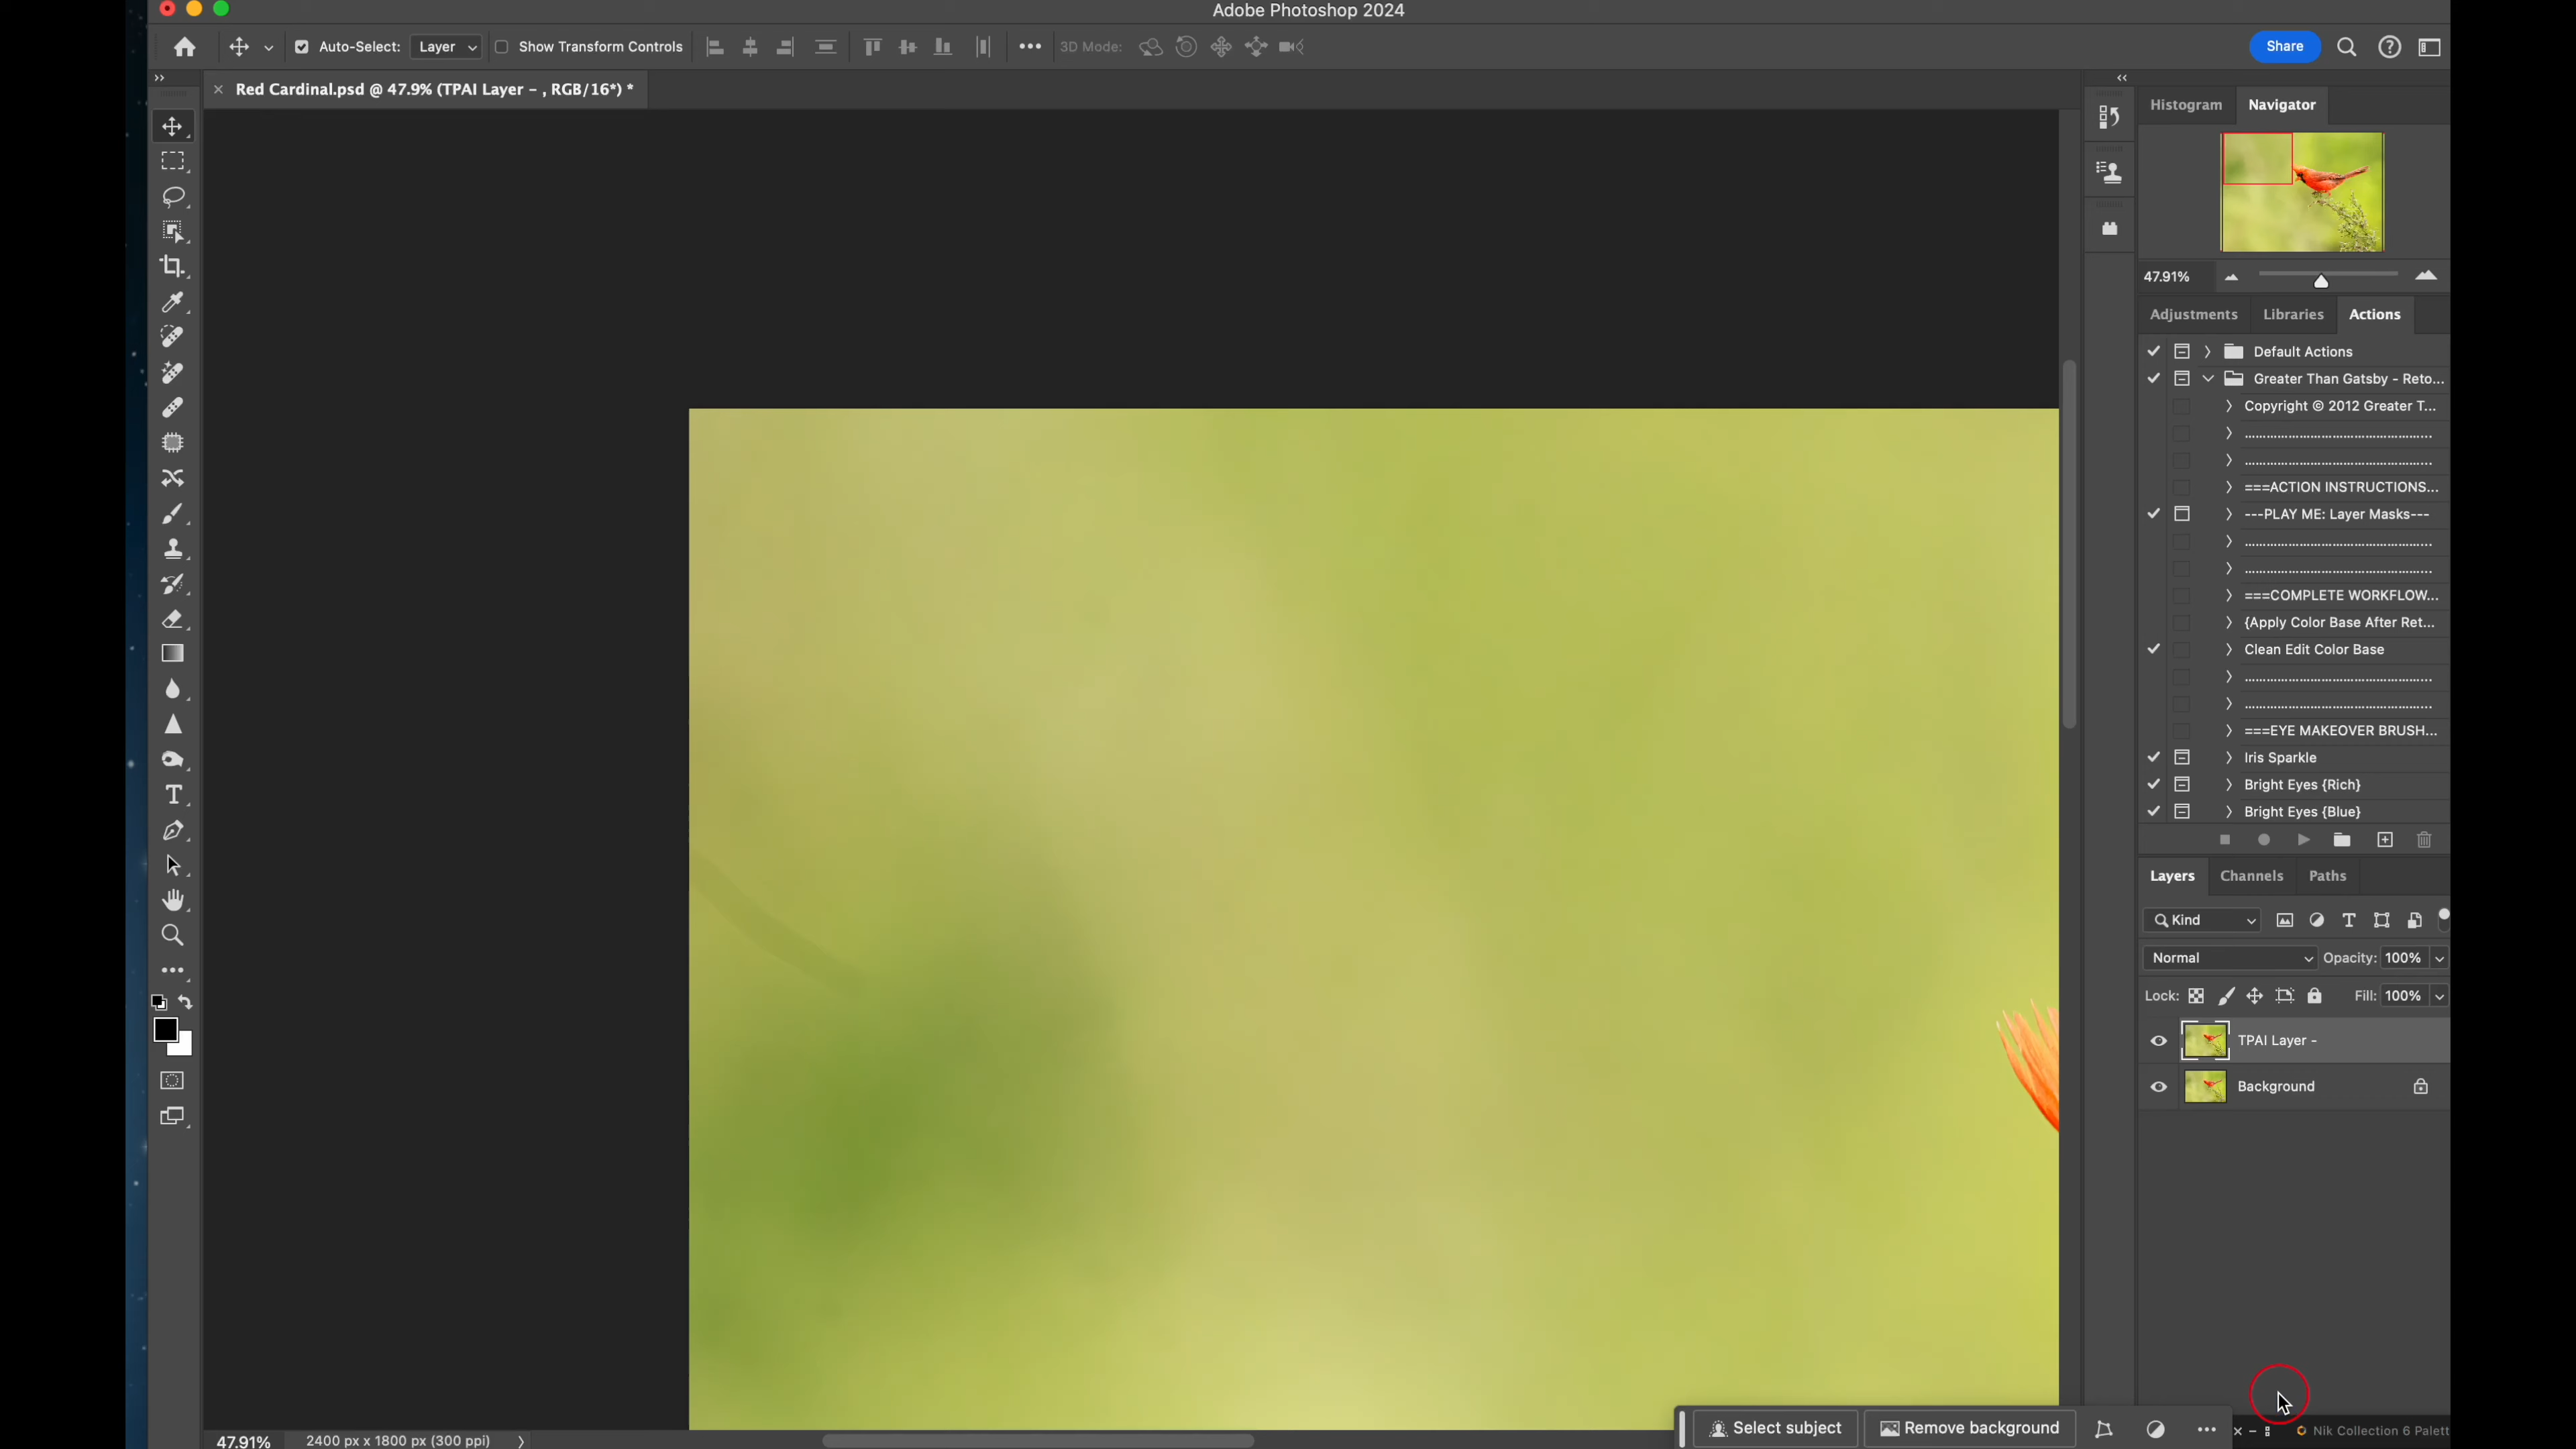 Adobe Photoshop 2024
Auto-Select: Layer Show Transform Controls 3D Mode: Share
Red Cardinal.psd @ 47.9% (TPAI Layer - , RGB/16*) *
Histogram Navigator
47.91%
Adjustments Libraries Actions
Default Actions
Greater Than Gatsby - Reto...
Copyright © 2012 Greater T...
===ACTION INSTRUCTIONS...
---PLAY ME: Layer Masks---
===COMPLETE WORKFLOW...
{Apply Color Base After Ret...
Clean Edit Color Base
===EYE MAKEOVER BRUSH...
Iris Sparkle
Bright Eyes {Rich}
Bright Eyes {Blue}
Layers Channels Paths
Kind
Normal Opacity: 100%
Lock: Fill: 100%
TPAI Layer -
Background
Select subject Remove background
Nik Collection 6 Palett
47.91% 2400 px x 1800 px (300 ppi)